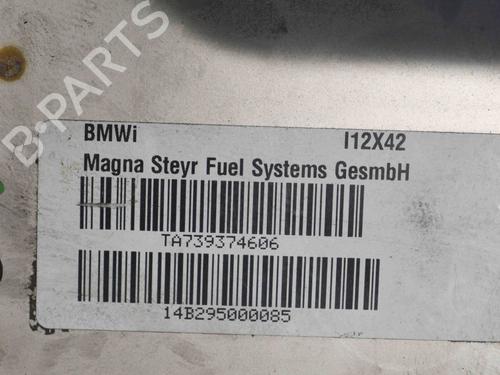 B-PARTS
BMWi I12X42
Magna Steyr Fuel Systems GesmbH
TA739374606
14B295000085